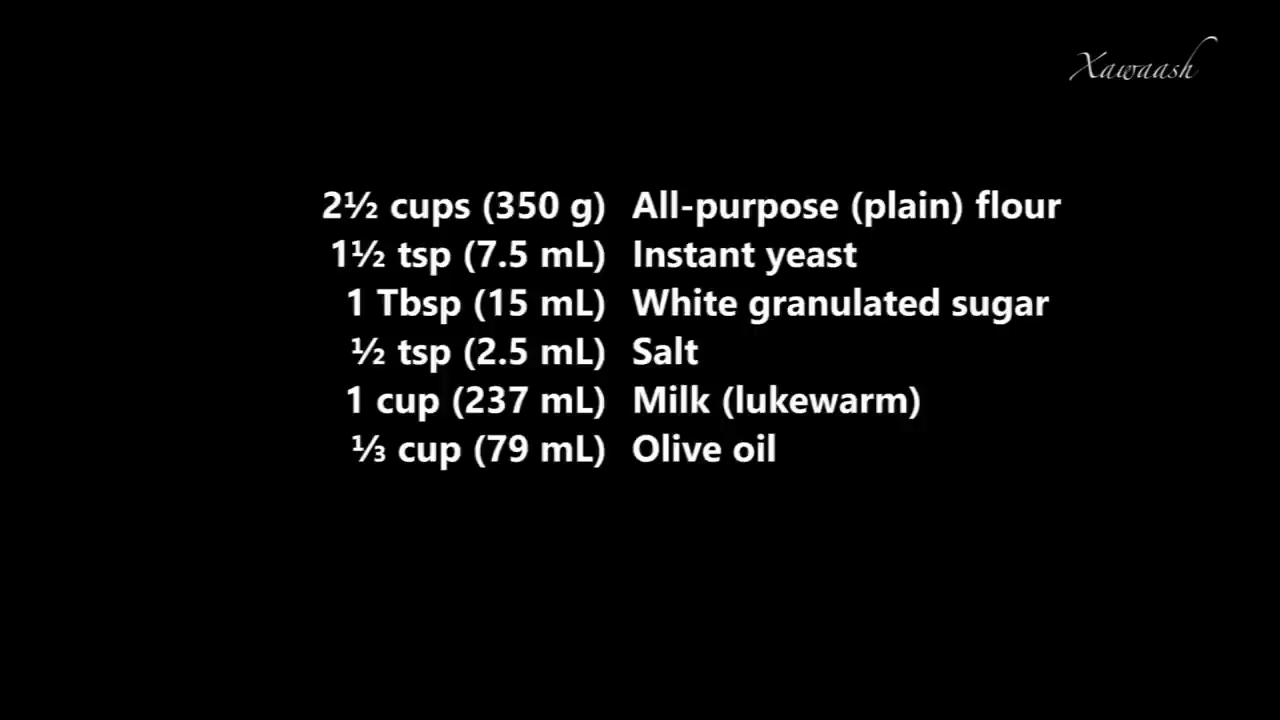 Xawaash
2½ cups (350 g) All-purpose (plain) flour
1½ tsp (7.5 mL) Instant yeast
1 Tbsp (15 mL) White granulated sugar
½ tsp (2.5 mL) Salt
1 cup (237 mL) Milk (lukewarm)
⅓ cup (79 mL) Olive oil